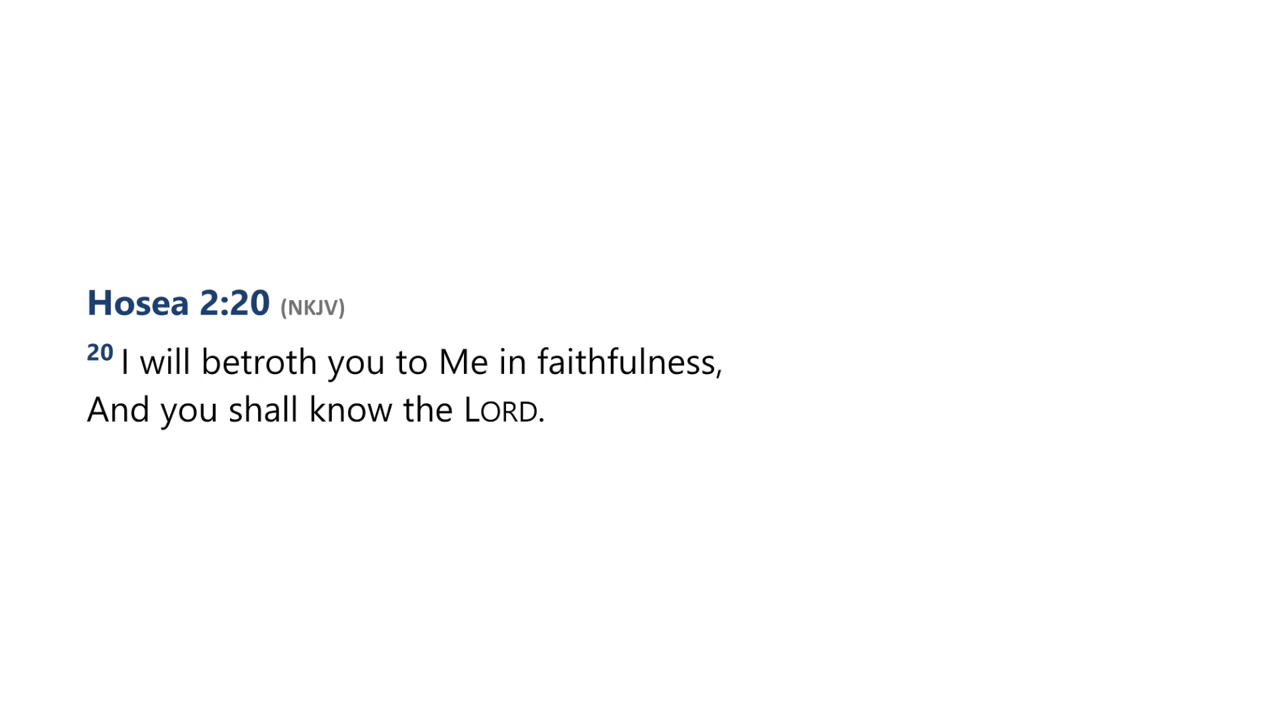 Hosea 2:20 (NKJV)
20 I will betroth you to Me in faithfulness,
And you shall know the LORD.